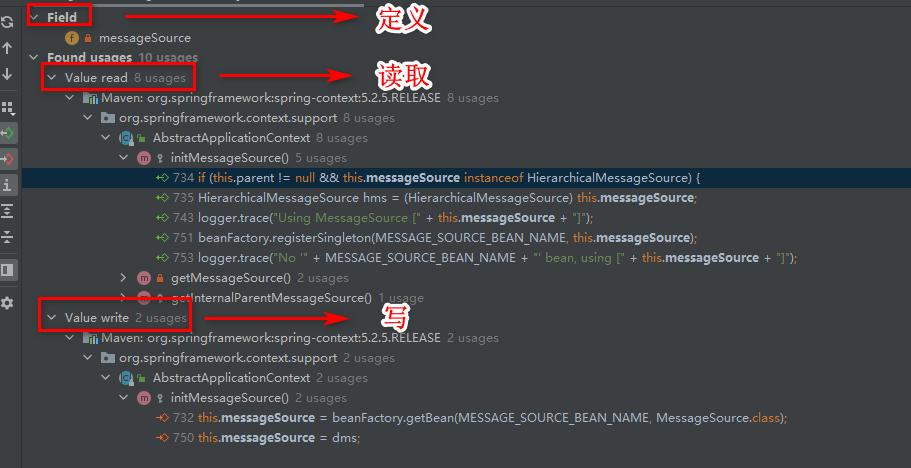 Field 定义
messageSource
Found usages 10 usages
Value read 8 usages 读取
Maven: org.springframework:spring-context:5.2.5.RELEASE 8 usages
org.springframework.context.support 8 usages
AbstractApplicationContext 8 usages
initMessageSource() 5 usages
734 if (this.parent != null && this.messageSource instanceof HierarchicalMessageSource) {
735 HierarchicalMessageSource hms = (HierarchicalMessageSource) this.messageSource;
743 logger.trace("Using MessageSource [" + this.messageSource + "]");
751 beanFactory.registerSingleton(MESSAGE_SOURCE_BEAN_NAME, this.messageSource);
753 logger.trace("No '" + MESSAGE_SOURCE_BEAN_NAME + "' bean, using [" + this.messageSource + "]");
getMessageSource() 2 usages
getInternalParentMessageSource() 1 usage
Value write 2 usages 写
Maven: org.springframework:spring-context:5.2.5.RELEASE 2 usages
org.springframework.context.support 2 usages
AbstractApplicationContext 2 usages
initMessageSource() 2 usages
732 this.messageSource = beanFactory.getBean(MESSAGE_SOURCE_BEAN_NAME, MessageSource.class);
750 this.messageSource = dms;